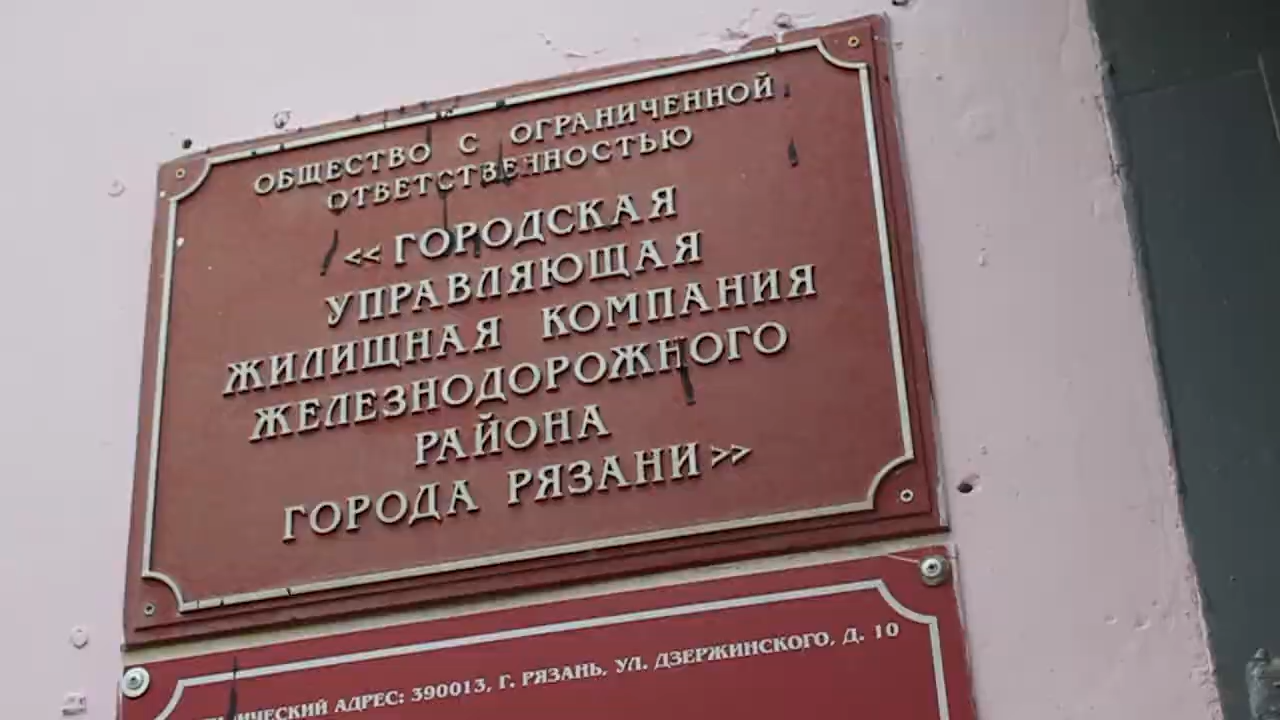 ОБЩЕСТВО С ОГРАНИЧЕННОЙ
ОТВЕТСТВЕННОСТЬЮ
«ГОРОДСКАЯ
УПРАВЛЯЮЩАЯ
ЖИЛИЩНАЯ КОМПАНИЯ
ЖЕЛЕЗНОДОРОЖНОГО
РАЙОНА
ГОРОДА РЯЗАНИ»
АДРЕС: 390013, Г. РЯЗАНЬ, УЛ. ДЗЕРЖИНСКОГО, Д. 10